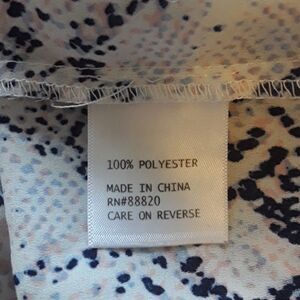 100% POLYESTER
MADE IN CHINA
RN#88820
CARE ON REVERSE